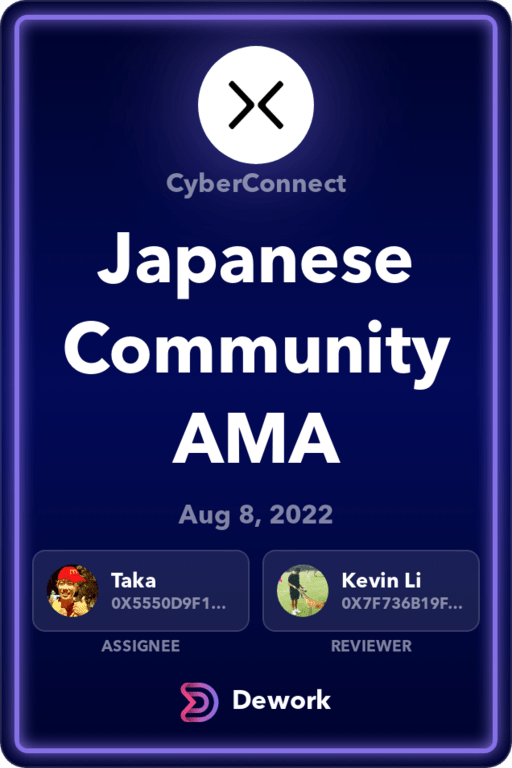 CyberConnect
Japanese
Community
AMA
Aug 8, 2022
Taka
0X5550D9F1...
ASSIGNEE
Kevin Li
0X7F736B19F...
REVIEWER
Dework